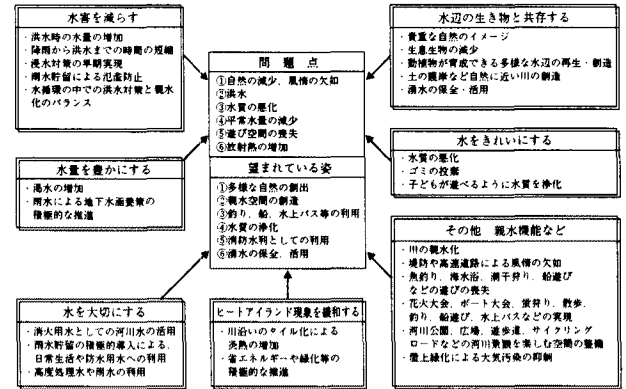 水害を減らす
・洪水時の水量の増加
・降雨から洪水までの時間の短縮
・浸水対策の早期実現
・雨水貯留による氾濫防止
・水循環の中での洪水対策と親水
化のバランス
水量を豊かにする
・渇水の増加
・雨水による地下水涵養策の
積極的な推進
水を大切にする
・消火用水としての河川水の活用
・雨水貯留の積極的導入による、
日常生活や防水用水への利用
・高度処理水や雨水の利用
問題点
①自然の減少、風情の欠如
②洪水
③水質の悪化
④平常水量の減少
⑤遊び空間の喪失
⑥放射熱の増加
望まれている姿
①多様な自然の創出
②親水空間の創造
③釣り、船、水上バス等の利用
④水質の浄化
⑤消防水利としての利用
⑥湧水の保全、活用
ヒートアイランド現象を緩和する
・川沿いのタイル化による
炎熱の増加
・省エネルギーや緑化等の
積極的な推進
水辺の生き物と共存する
・貴重な自然のイメージ
・生息生物の減少
・動植物が育成できる多様な水辺の再生・創造
・土の護岸など自然に近い川の創造
・湧水の保全・活用
水をきれいにする
・水質の悪化
・ゴミの投棄
・子どもが遊べるように水質を浄化
その他 親水機能など
・川の親水化
・堤防や高速道路による風情の欠如
・魚釣り、海水浴、潮干狩り、船遊び
などの遊びの喪失
・花火大会、ボート大会、蛍狩り、散歩、
釣り、船遊び、水上バスなどの実現
・河川公園、広場、遊歩道、サイクリング
ロードなどの河川景観を楽しむ空間の整備
・屋上緑化による大気汚染の抑制